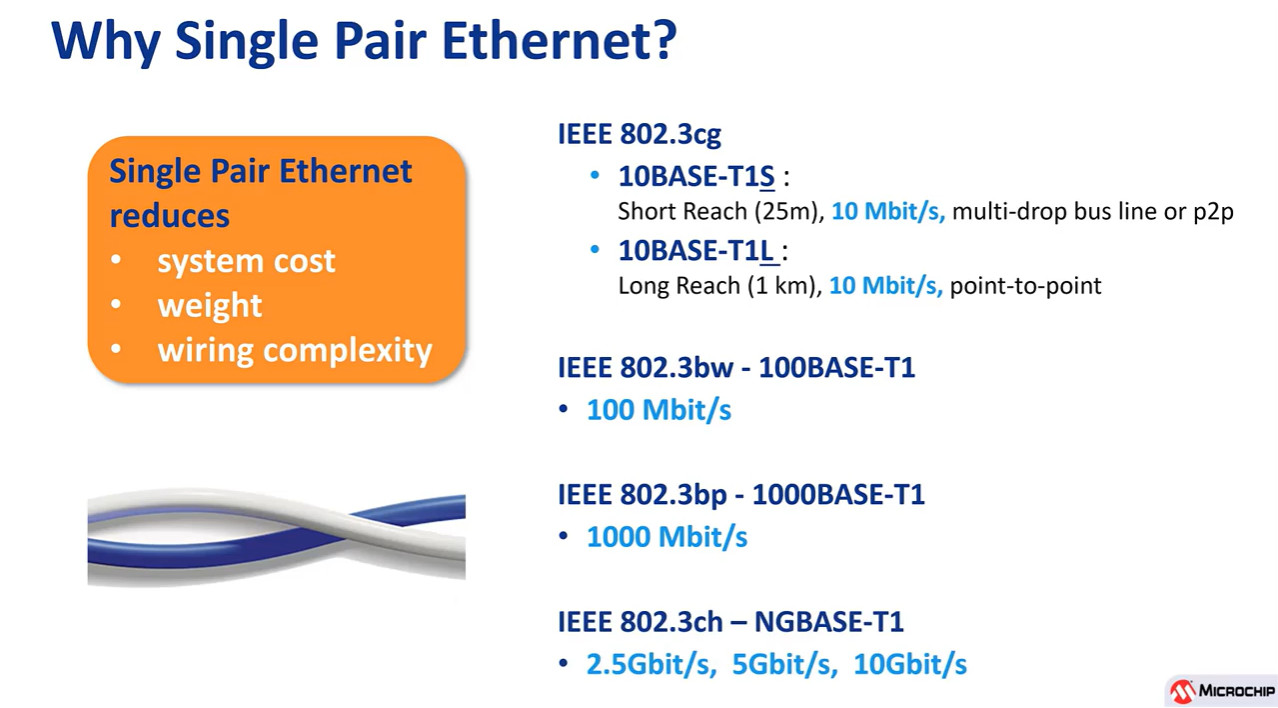 Why Single Pair Ethernet?
Single Pair Ethernet
reduces
• system cost
• weight
• wiring complexity
IEEE 802.3cg
• 10BASE-T1S :
Short Reach (25m), 10 Mbit/s, multi-drop bus line or p2p
• 10BASE-T1L :
Long Reach (1 km), 10 Mbit/s, point-to-point
IEEE 802.3bw - 100BASE-T1
• 100 Mbit/s
IEEE 802.3bp - 1000BASE-T1
• 1000 Mbit/s
IEEE 802.3ch – NGBASE-T1
• 2.5Gbit/s, 5Gbit/s, 10Gbit/s
MICROCHIP